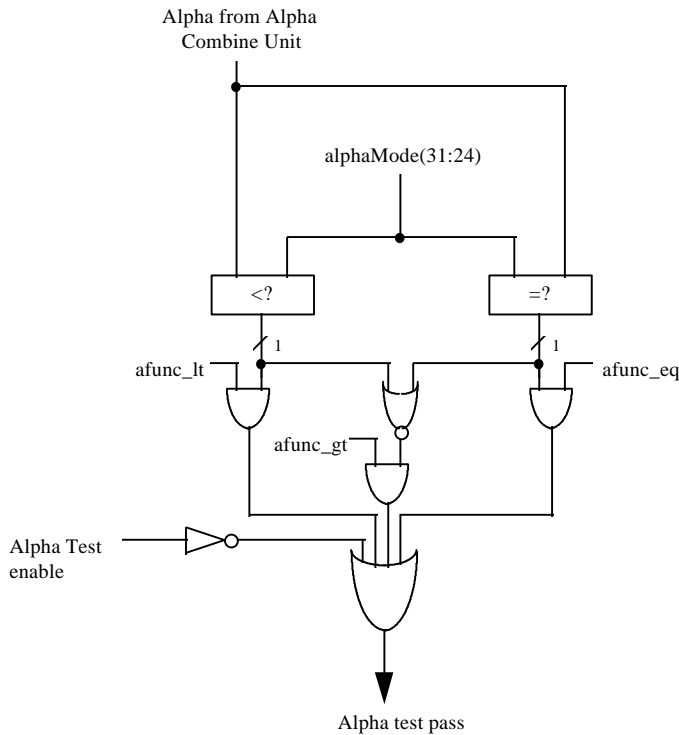 Alpha from Alpha
Combine Unit
alphaMode(31:24)
<?
=?
1
1
afunc_lt
afunc_eq
afunc_gt
Alpha Test
enable
Alpha test pass